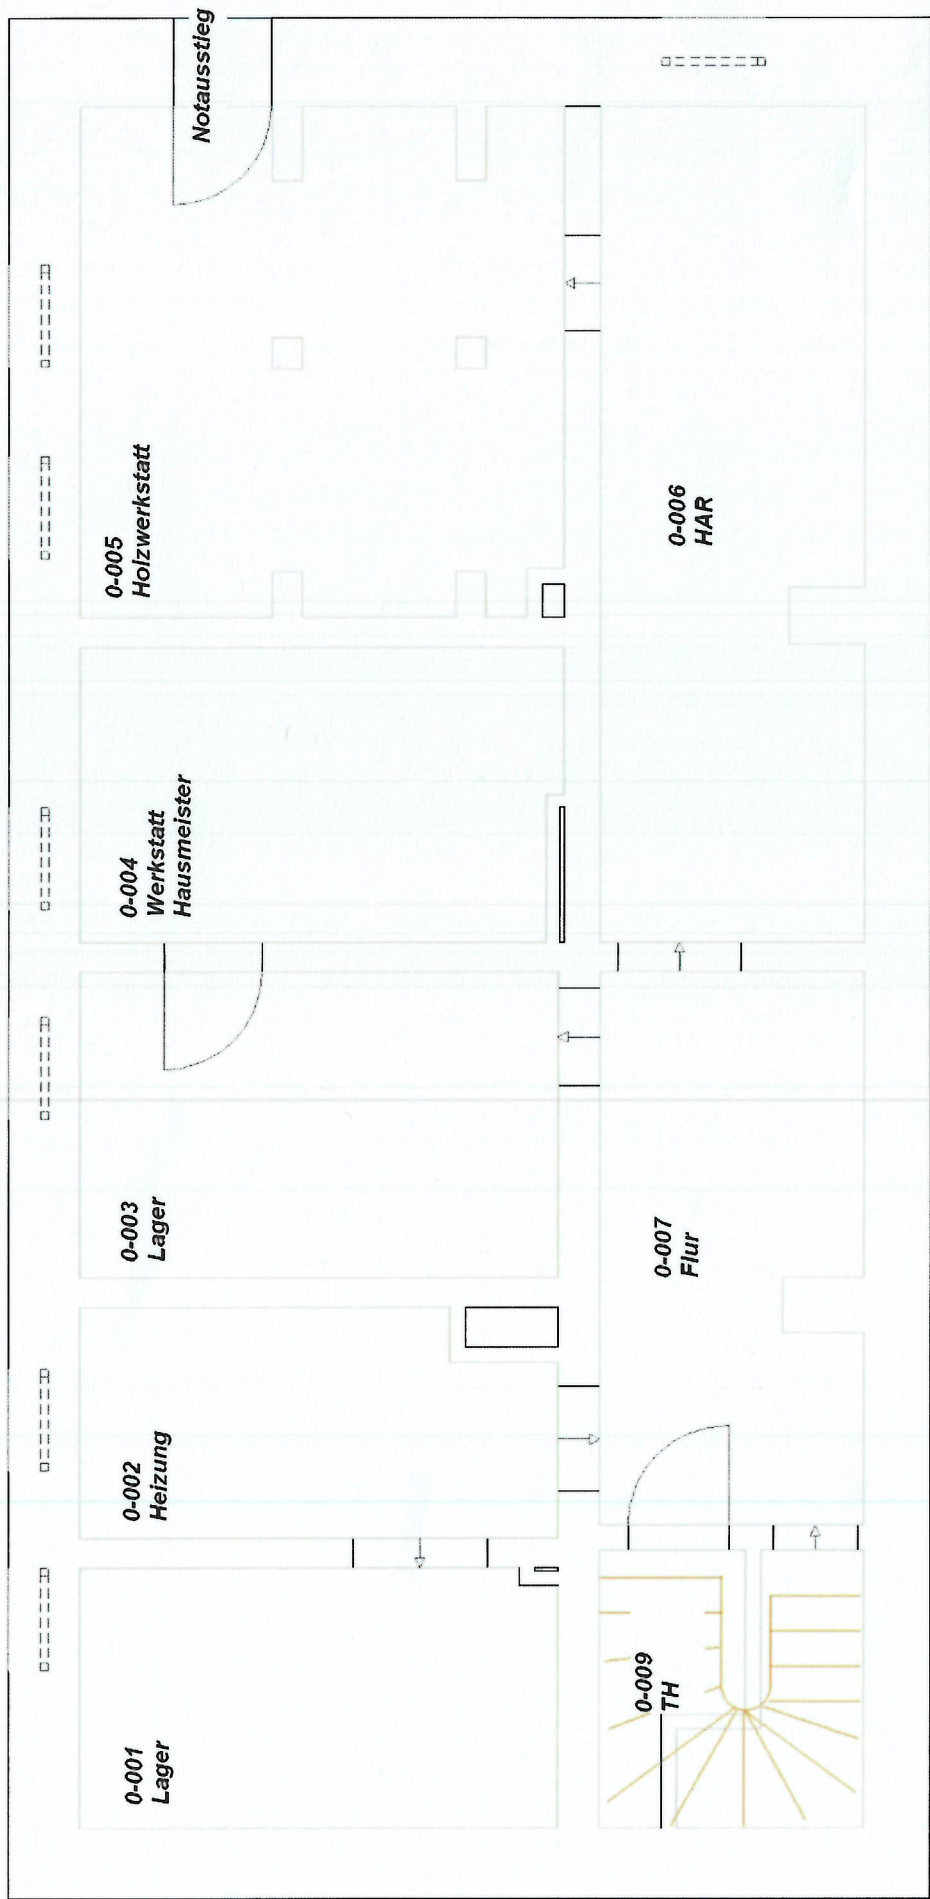 0-001
Lager
0-002
Heizung
0-003
Lager
0-004
Werkstatt
Hausmeister
0-005
Holzwerkstatt
Notausstieg
0-009
TH
0-007
Flur
0-006
HAR